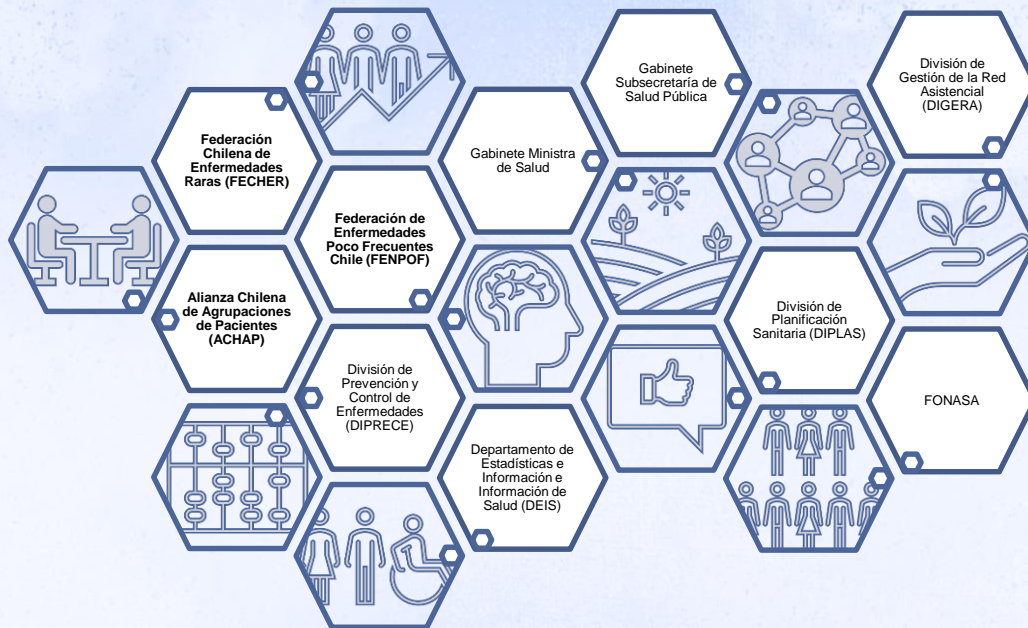 Federación
Chilena de
Enfermedades
Raras (FECHER)
Federación de
Enfermedades
Poco Frecuentes
Chile (FENPOF)
Alianza Chilena
de Agrupaciones
de Pacientes
(ACHAP)
División de
Prevención y
Control de
Enfermedades
(DIPRECE)
Gabinete Ministra
de Salud
Departamento de
Estadísticas e
Información e
Información de
Salud (DEIS)
Gabinete
Subsecretaría de
Salud Pública
División de
Planificación
Sanitaria (DIPLAS)
División de
Gestión de la Red
Asistencial
(DIGERA)
FONASA